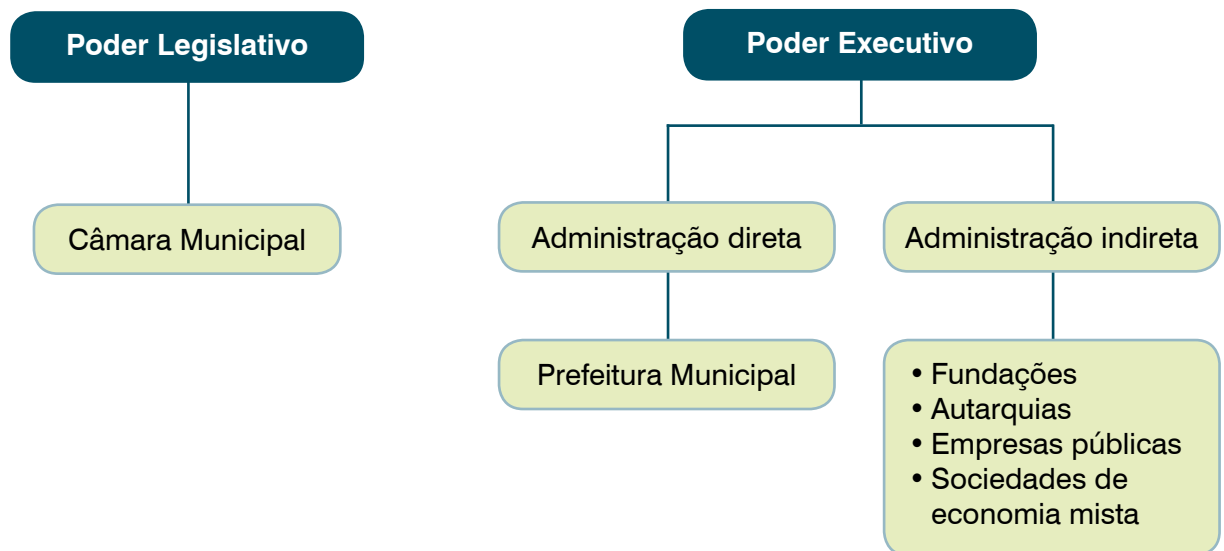 Poder Legislativo
Câmara Municipal
Poder Executivo
Administração direta
Prefeitura Municipal
Administração indireta
• Fundações
• Autarquias
• Empresas públicas
• Sociedades de
economia mista